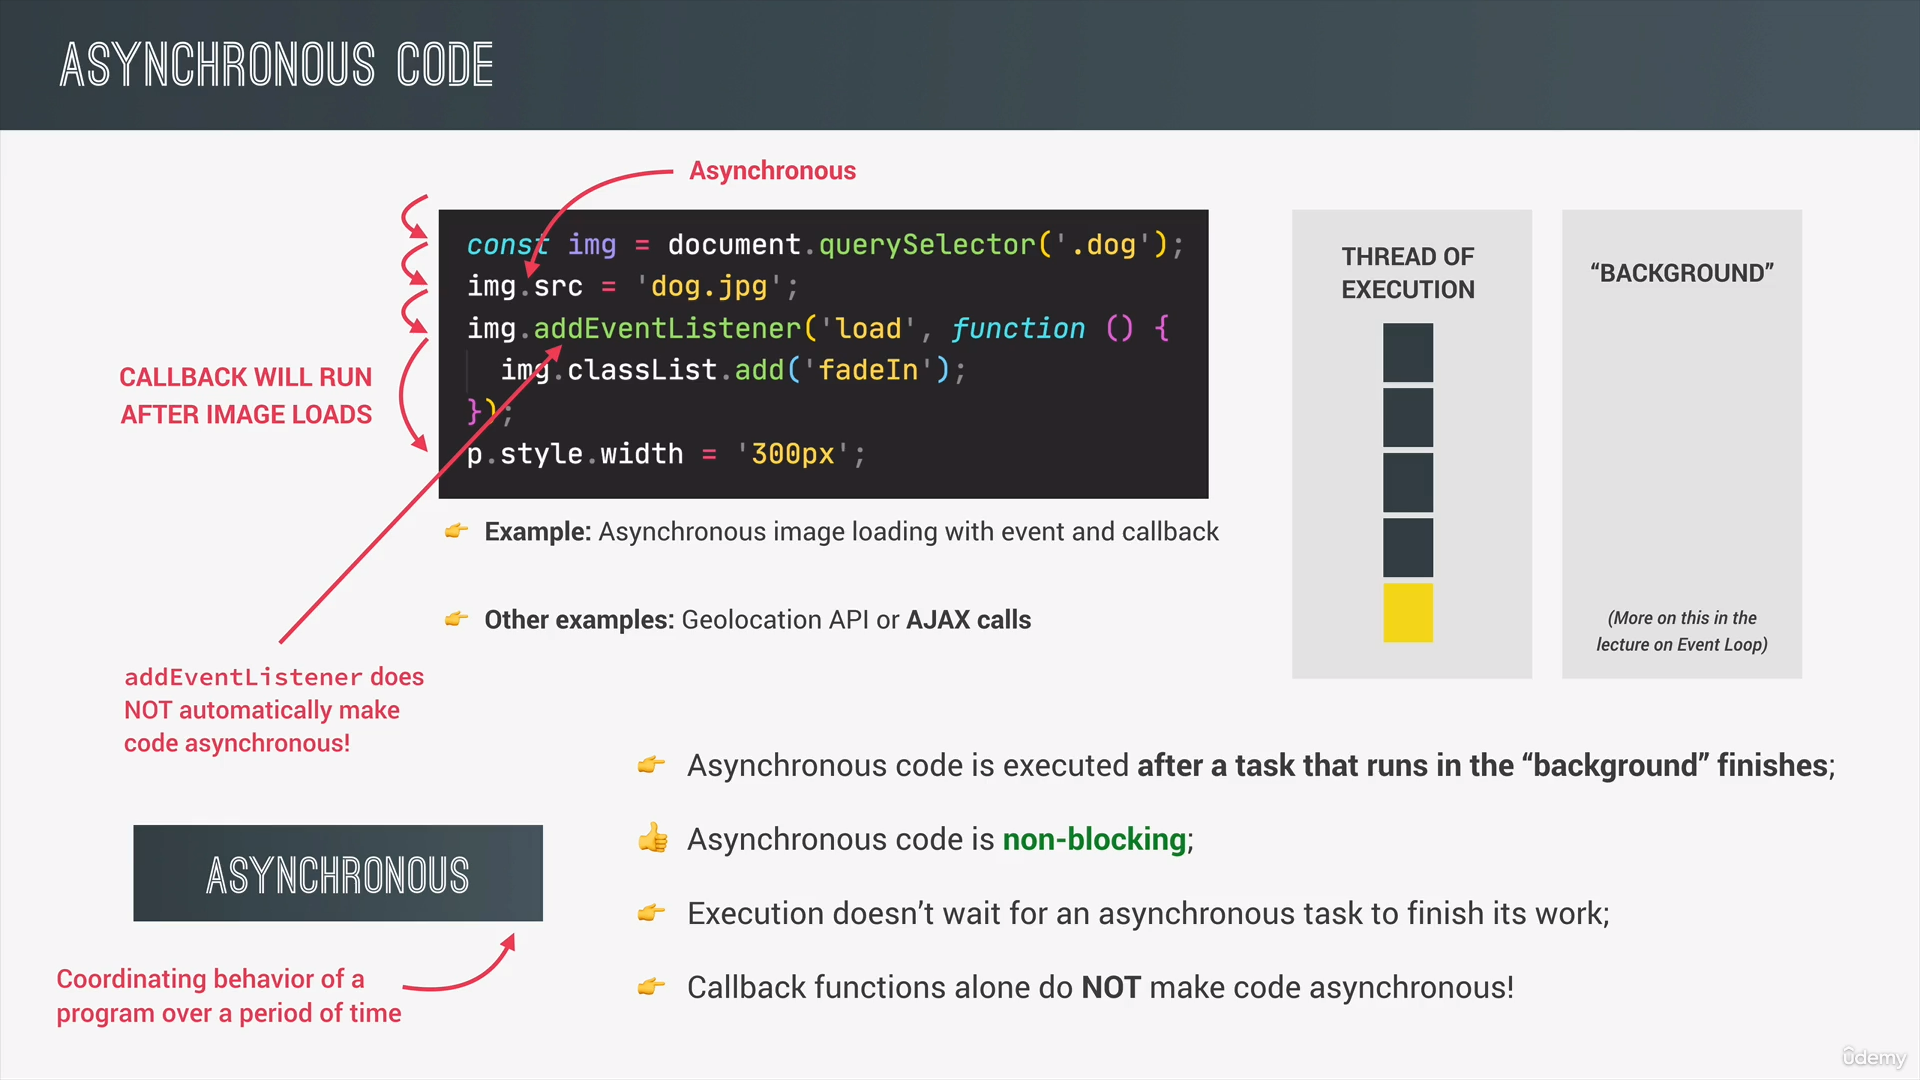 ASYNCHRONOUS CODE
Asynchronous
const img = document.querySelector('.dog');
img.src = 'dog.jpg';
img.addEventListener('load', function () {
img.classList.add('fadeIn');
});
p.style.width = '300px';
CALLBACK WILL RUN
AFTER IMAGE LOADS
THREAD OF
EXECUTION
“BACKGROUND”
(More on this in the
lecture on Event Loop)
Example: Asynchronous image loading with event and callback
Other examples: Geolocation API or AJAX calls
addEventListener does
NOT automatically make
code asynchronous!
Asynchronous code is executed after a task that runs in the “background” finishes;
Asynchronous code is non-blocking;
Execution doesn’t wait for an asynchronous task to finish its work;
Callback functions alone do NOT make code asynchronous!
ASYNCHRONOUS
Coordinating behavior of a
program over a period of time
ûdemy